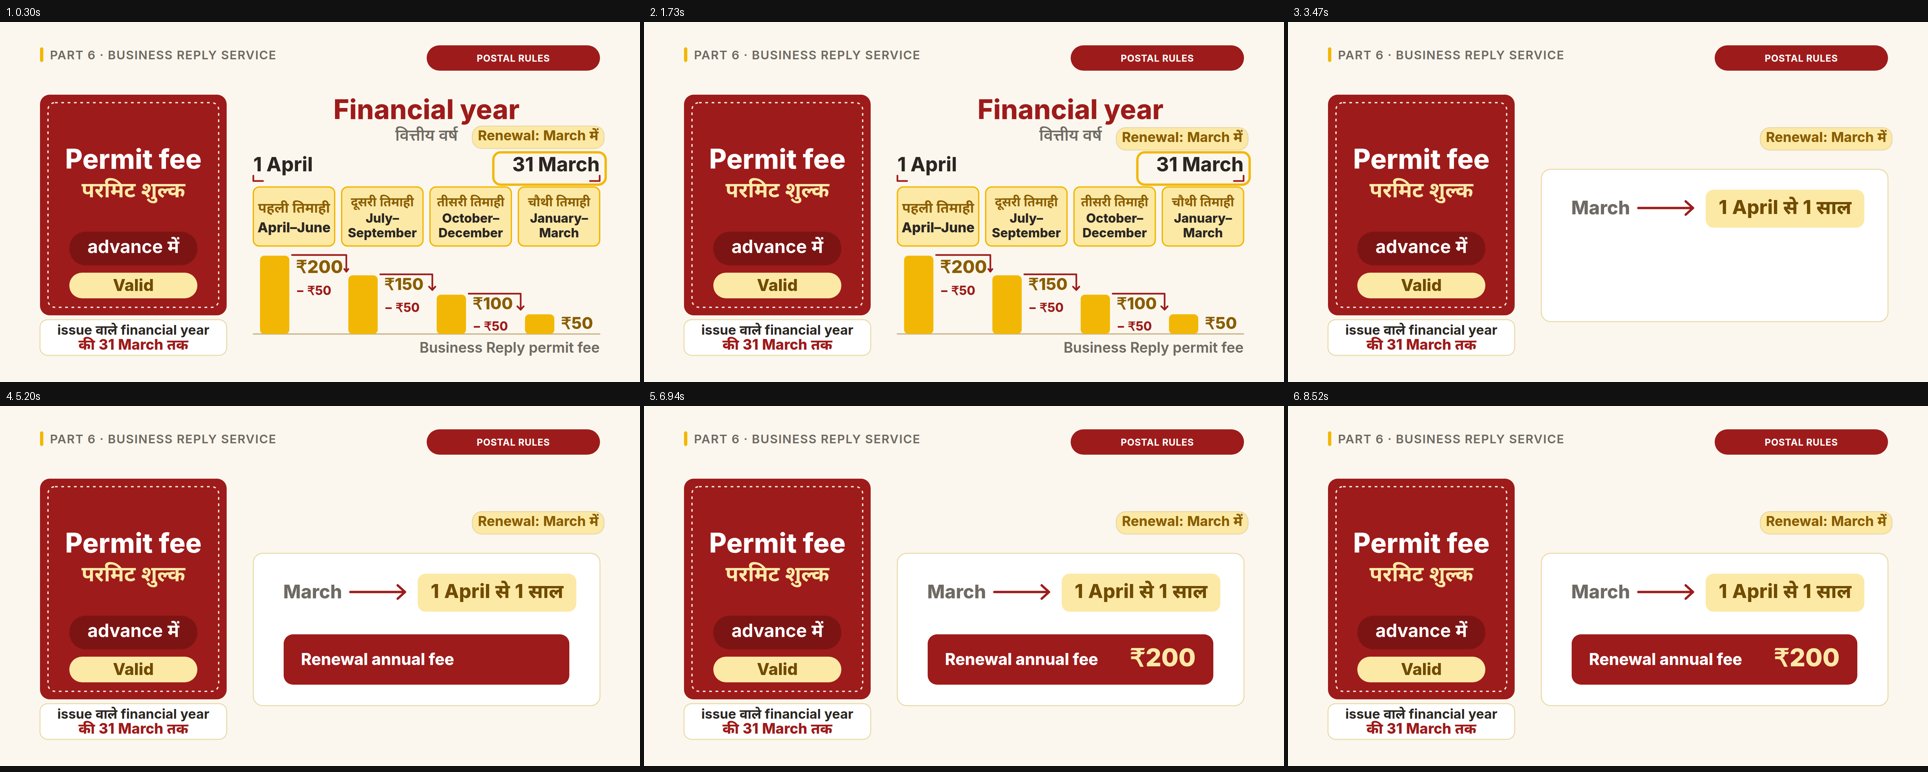 1. 0.30s
PART 6 · BUSINESS REPLY SERVICE
POSTAL RULES
Permit fee
परमिट शुल्क
advance में
Valid
issue वाले financial year
की 31 March तक
Financial year
वित्तीय वर्ष
Renewal: March में
1 April
31 March
पहली तिमाही
April–June
दूसरी तिमाही
July–
September
तीसरी तिमाही
October–
December
चौथी तिमाही
January–
March
₹200
– ₹50
₹150
– ₹50
₹100
– ₹50
₹50
Business Reply permit fee
2. 1.73s
PART 6 · BUSINESS REPLY SERVICE
POSTAL RULES
Permit fee
परमिट शुल्क
advance में
Valid
issue वाले financial year
की 31 March तक
Financial year
वित्तीय वर्ष
Renewal: March में
1 April
31 March
पहली तिमाही
April–June
दूसरी तिमाही
July–
September
तीसरी तिमाही
October–
December
चौथी तिमाही
January–
March
₹200
– ₹50
₹150
– ₹50
₹100
– ₹50
₹50
Business Reply permit fee
3. 3.47s
PART 6 · BUSINESS REPLY SERVICE
POSTAL RULES
Permit fee
परमिट शुल्क
advance में
Valid
issue वाले financial year
की 31 March तक
Renewal: March में
March
1 April से 1 साल
4. 5.20s
PART 6 · BUSINESS REPLY SERVICE
POSTAL RULES
Permit fee
परमिट शुल्क
advance में
Valid
issue वाले financial year
की 31 March तक
Renewal: March में
March
1 April से 1 साल
Renewal annual fee
5. 6.94s
PART 6 · BUSINESS REPLY SERVICE
POSTAL RULES
Permit fee
परमिट शुल्क
advance में
Valid
issue वाले financial year
की 31 March तक
Renewal: March में
March
1 April से 1 साल
Renewal annual fee ₹200
6. 8.52s
PART 6 · BUSINESS REPLY SERVICE
POSTAL RULES
Permit fee
परमिट शुल्क
advance में
Valid
issue वाले financial year
की 31 March तक
Renewal: March में
March
1 April से 1 साल
Renewal annual fee ₹200